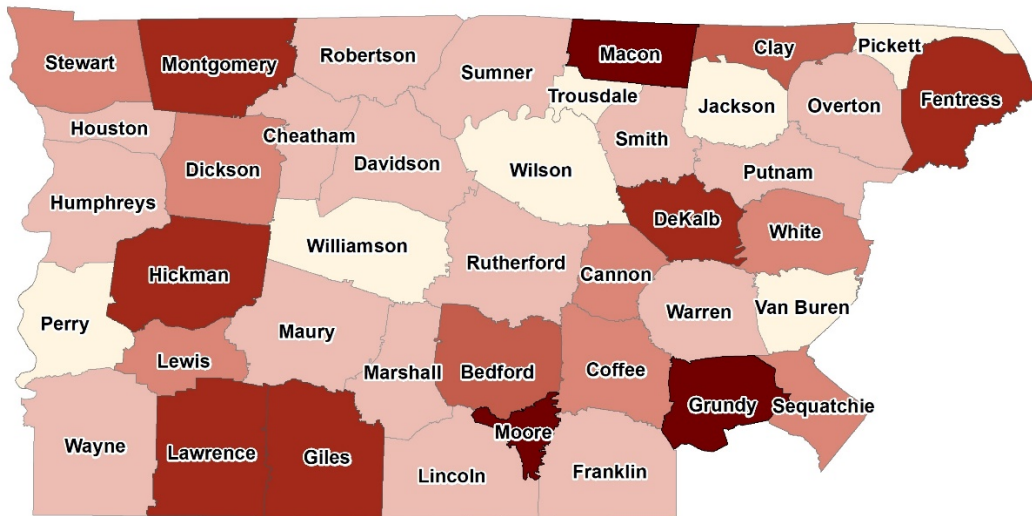 Stewart
Montgomery
Robertson
Sumner
Macon
Clay
Pickett
Trousdale
Jackson
Overton
Fentress
Houston
Cheatham
Davidson
Smith
Dickson
Wilson
Putnam
Humphreys
DeKalb
White
Williamson
Rutherford
Cannon
Hickman
Warren
Van Buren
Perry
Maury
Lewis
Marshall
Bedford
Coffee
Grundy
Sequatchie
Wayne
Lawrence
Giles
Moore
Lincoln
Franklin